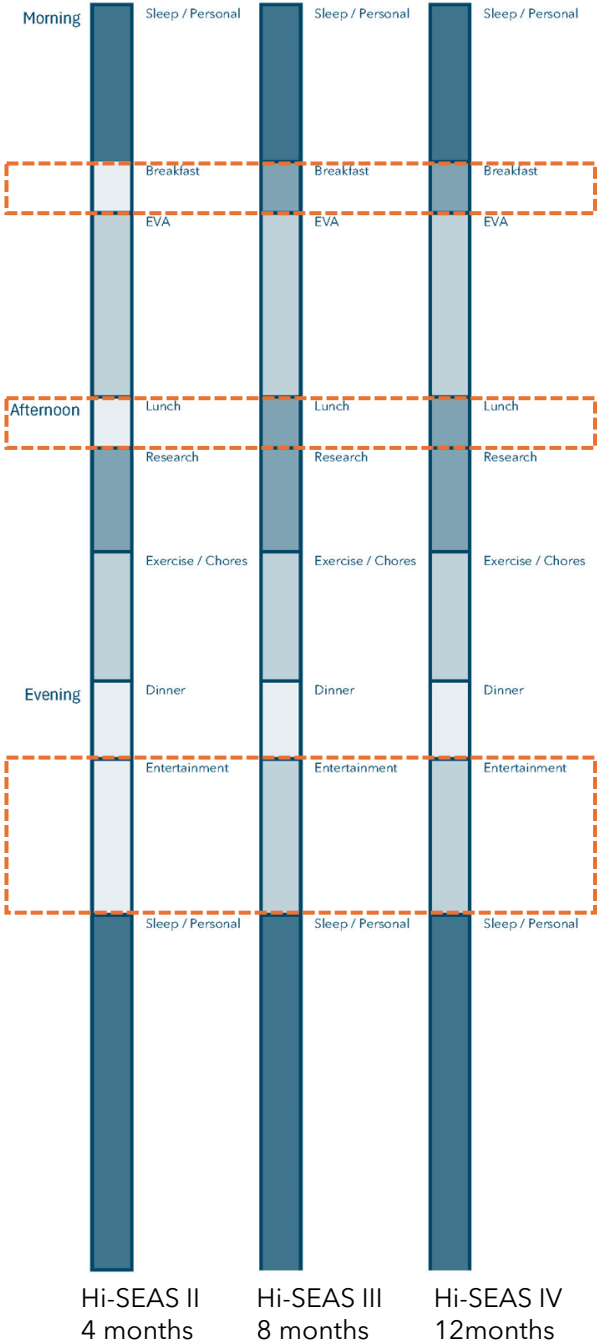 Morning
Sleep / Personal
Sleep / Personal
Sleep / Personal
Breakfast
Breakfast
Breakfast
EVA
EVA
EVA
Afternoon
Lunch
Lunch
Lunch
Research
Research
Research
Exercise / Chores
Exercise / Chores
Exercise / Chores
Evening
Dinner
Dinner
Dinner
Entertainment
Entertainment
Entertainment
Sleep / Personal
Sleep / Personal
Sleep / Personal
Hi-SEAS II
4 months
Hi-SEAS III
8 months
Hi-SEAS IV
12months